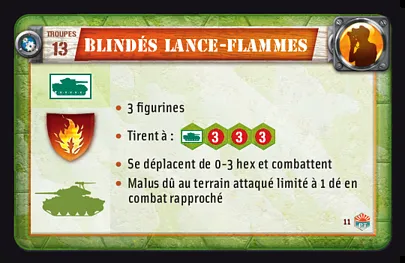 TROUPES
13
BLINDÉS LANCE-FLAMMES
• 3 figurines
• Tirent à : 3 3 3
• Se déplacent de 0-3 hex et combattent
• Malus dû au terrain attaqué limité à 1 dé en
combat rapproché
11